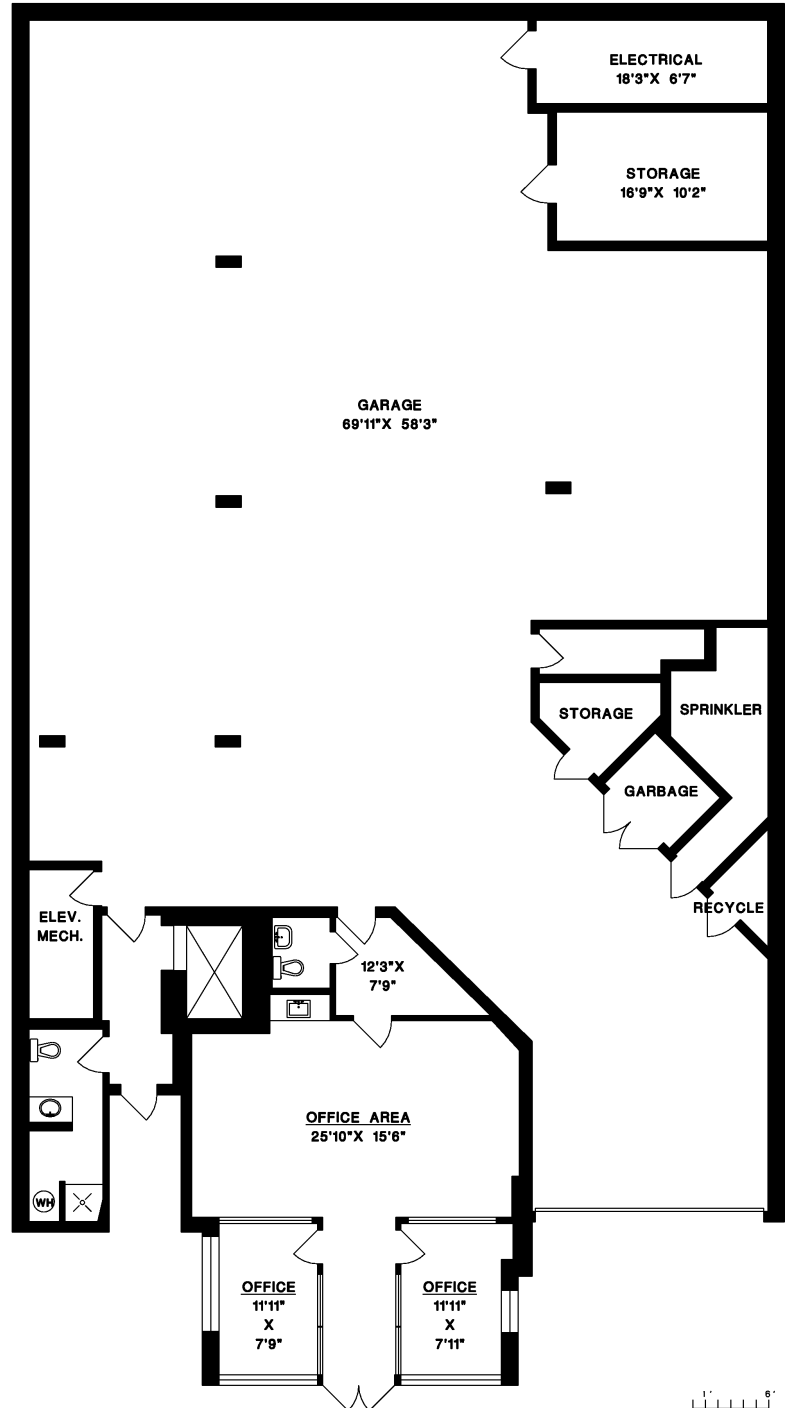 ELECTRICAL
18'3"X 6'7"
STORAGE
16'9"X 10'2"
GARAGE
69'11"X 58'3"
STORAGE
SPRINKLER
GARBAGE
RECYCLE
ELEV.
MECH.
12'3"X
7'9"
OFFICE AREA
25'10"X 15'6"
WH
OFFICE
11'11"
X
7'9"
OFFICE
11'11"
X
7'11"
1' 6'